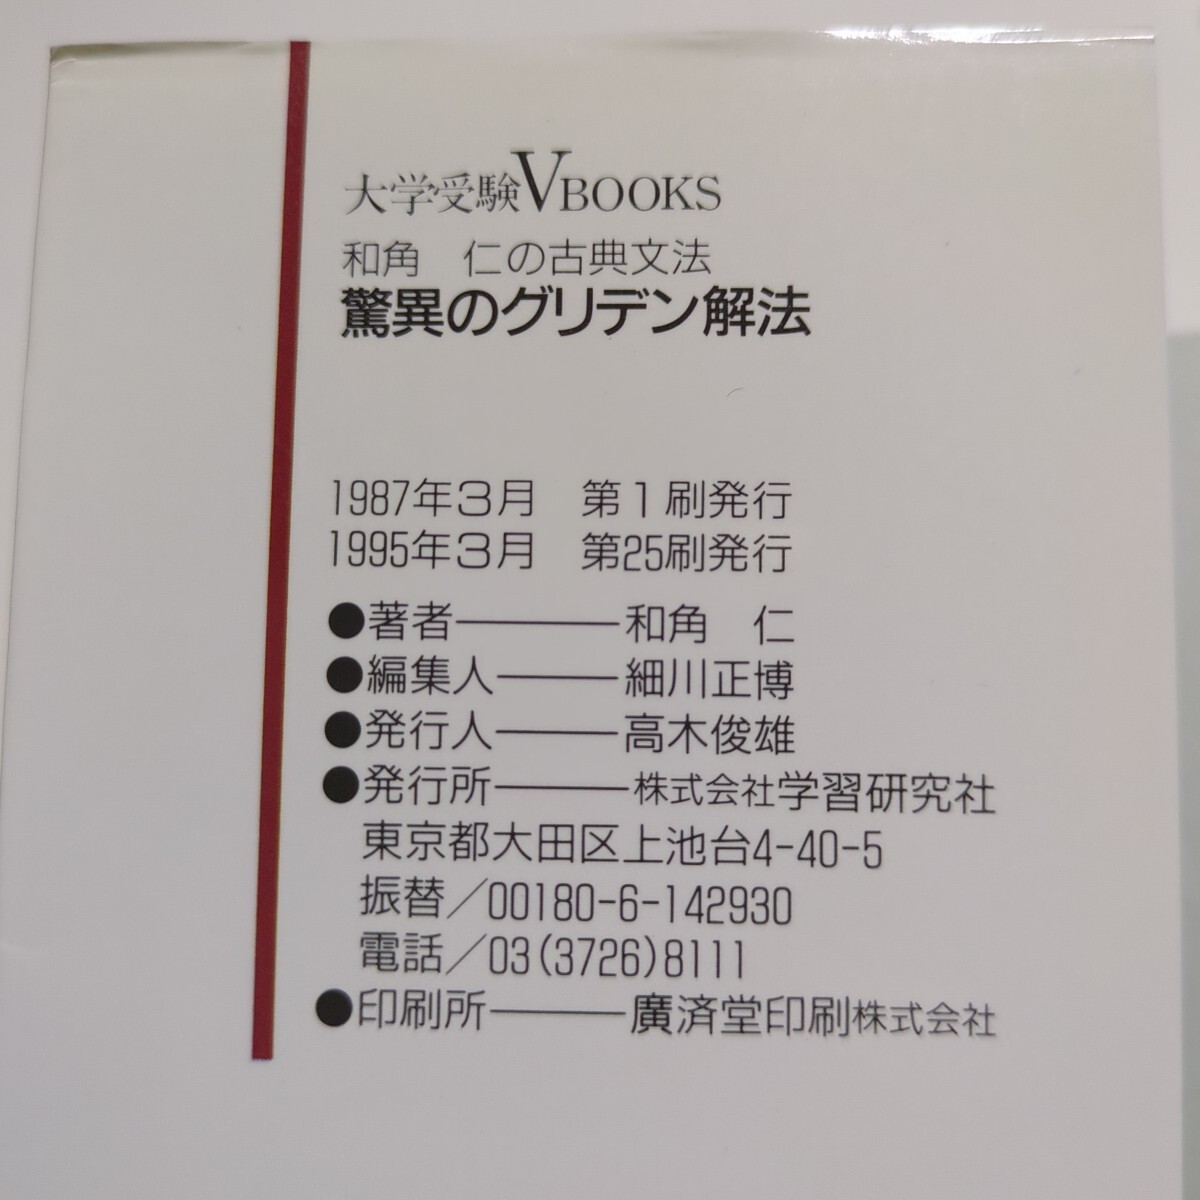 大学受験VBOOKS
和角　仁の古典文法
驚異のグリデン解法
1987年3月　第1刷発行
1995年3月　第25刷発行
●著者―――和角　仁
●編集人―――細川正博
●発行人―――高木俊雄
●発行所―――株式会社学習研究社
東京都大田区上池台4-40-5
振替／00180-6-142930
電話／03(3726)8111
●印刷所―――廣済堂印刷株式会社